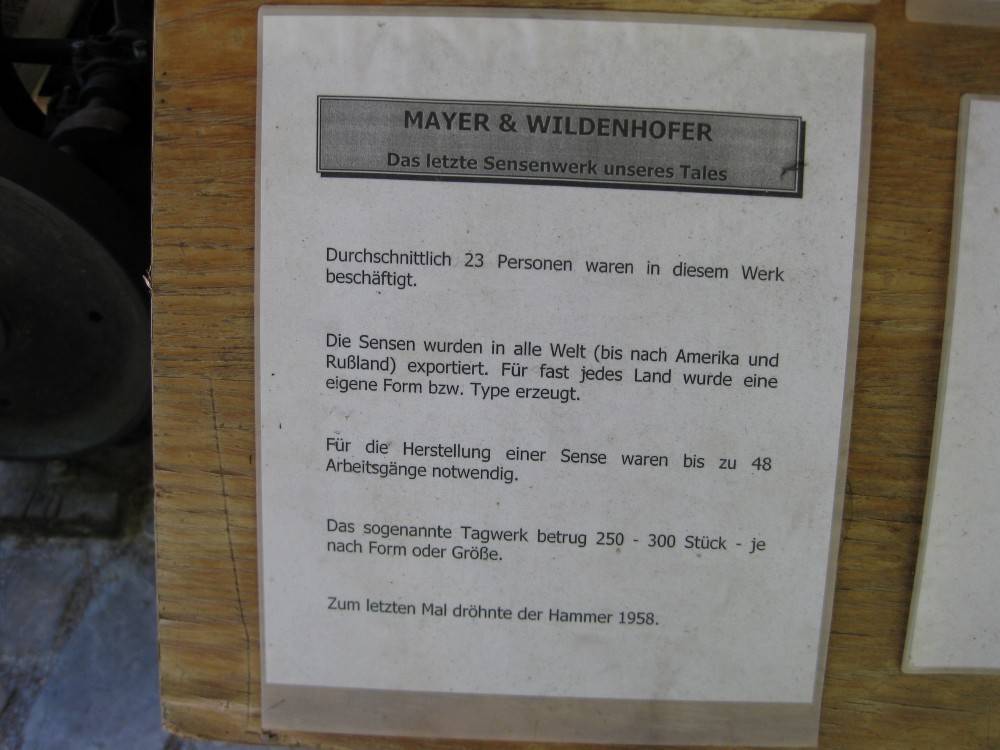 MAYER & WILDENHOFER
Das letzte Sensenwerk unseres Tales
Durchschnittlich 23 Personen waren in diesem Werk
beschäftigt.
Die Sensen wurden in alle Welt (bis nach Amerika und
Rußland) exportiert. Für fast jedes Land wurde eine
eigene Form bzw. Type erzeugt.
Für die Herstellung einer Sense waren bis zu 48
Arbeitsgänge notwendig.
Das sogenannte Tagwerk betrug 250 - 300 Stück - je
nach Form oder Größe.
Zum letzten Mal dröhnte der Hammer 1958.